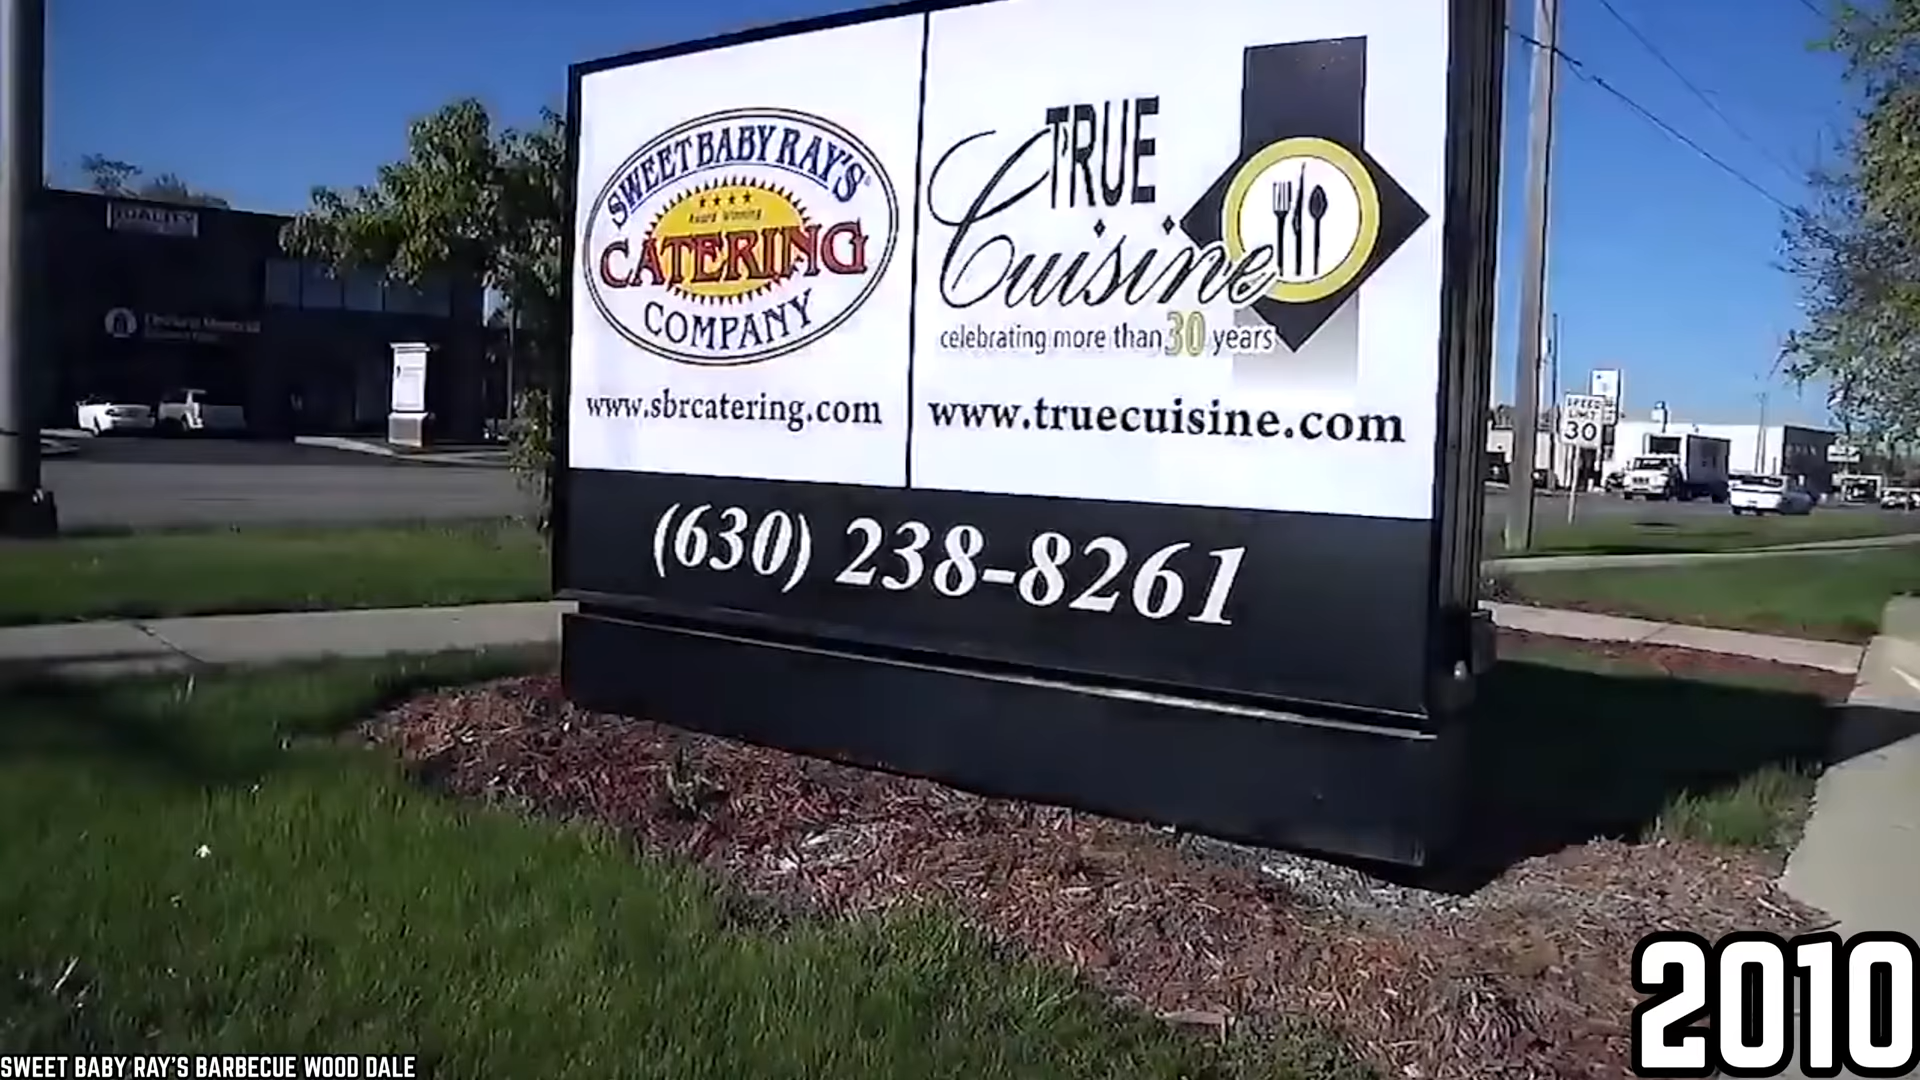 SWEET BABY RAY'S
Award Winning
CATERING
COMPANY
www.sbrcatering.com
TRUE
Cuisine
celebrating more than 30 years
www.truecuisine.com
(630) 238-8261
SPEED
LIMIT
30
2010
SWEET BABY RAY'S BARBECUE WOOD DALE